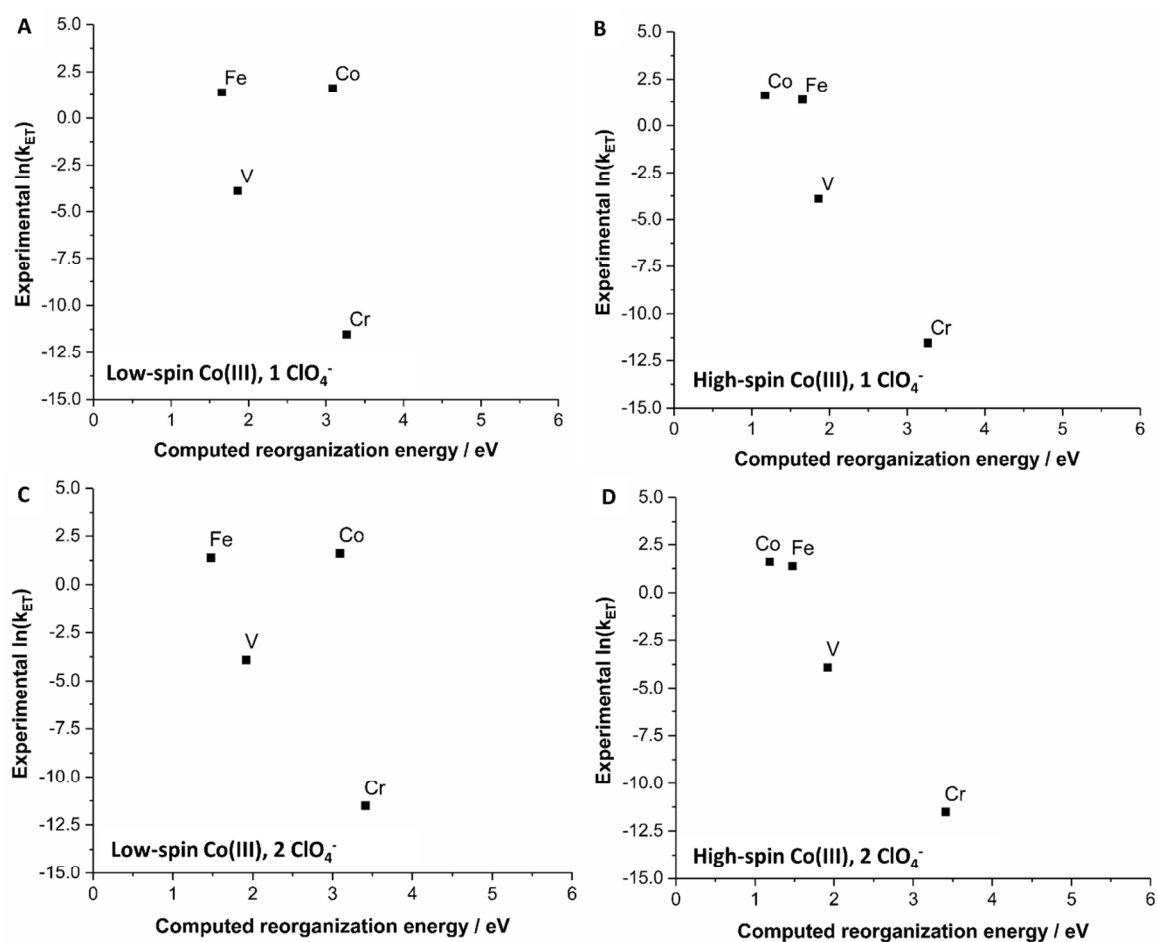 A
Experimental ln(k_ET)
5.0
2.5
0.0
-2.5
-5.0
-7.5
-10.0
-12.5
-15.0
Fe
Co
V
Cr
Low-spin Co(III), 1 ClO₄⁻
0 1 2 3 4 5 6
Computed reorganization energy / eV
B
Experimental ln(k_ET)
5.0
2.5
0.0
-2.5
-5.0
-7.5
-10.0
-12.5
-15.0
Co
Fe
V
Cr
High-spin Co(III), 1 ClO₄⁻
0 1 2 3 4 5 6
Computed reorganization energy / eV
C
Experimental ln(k_ET)
5.0
2.5
0.0
-2.5
-5.0
-7.5
-10.0
-12.5
-15.0
Fe
Co
V
Cr
Low-spin Co(III), 2 ClO₄⁻
0 1 2 3 4 5 6
Computed reorganization energy / eV
D
Experimental ln(k_ET)
5.0
2.5
0.0
-2.5
-5.0
-7.5
-10.0
-12.5
-15.0
Co
Fe
V
Cr
High-spin Co(III), 2 ClO₄⁻
0 1 2 3 4 5 6
Computed reorganization energy / eV